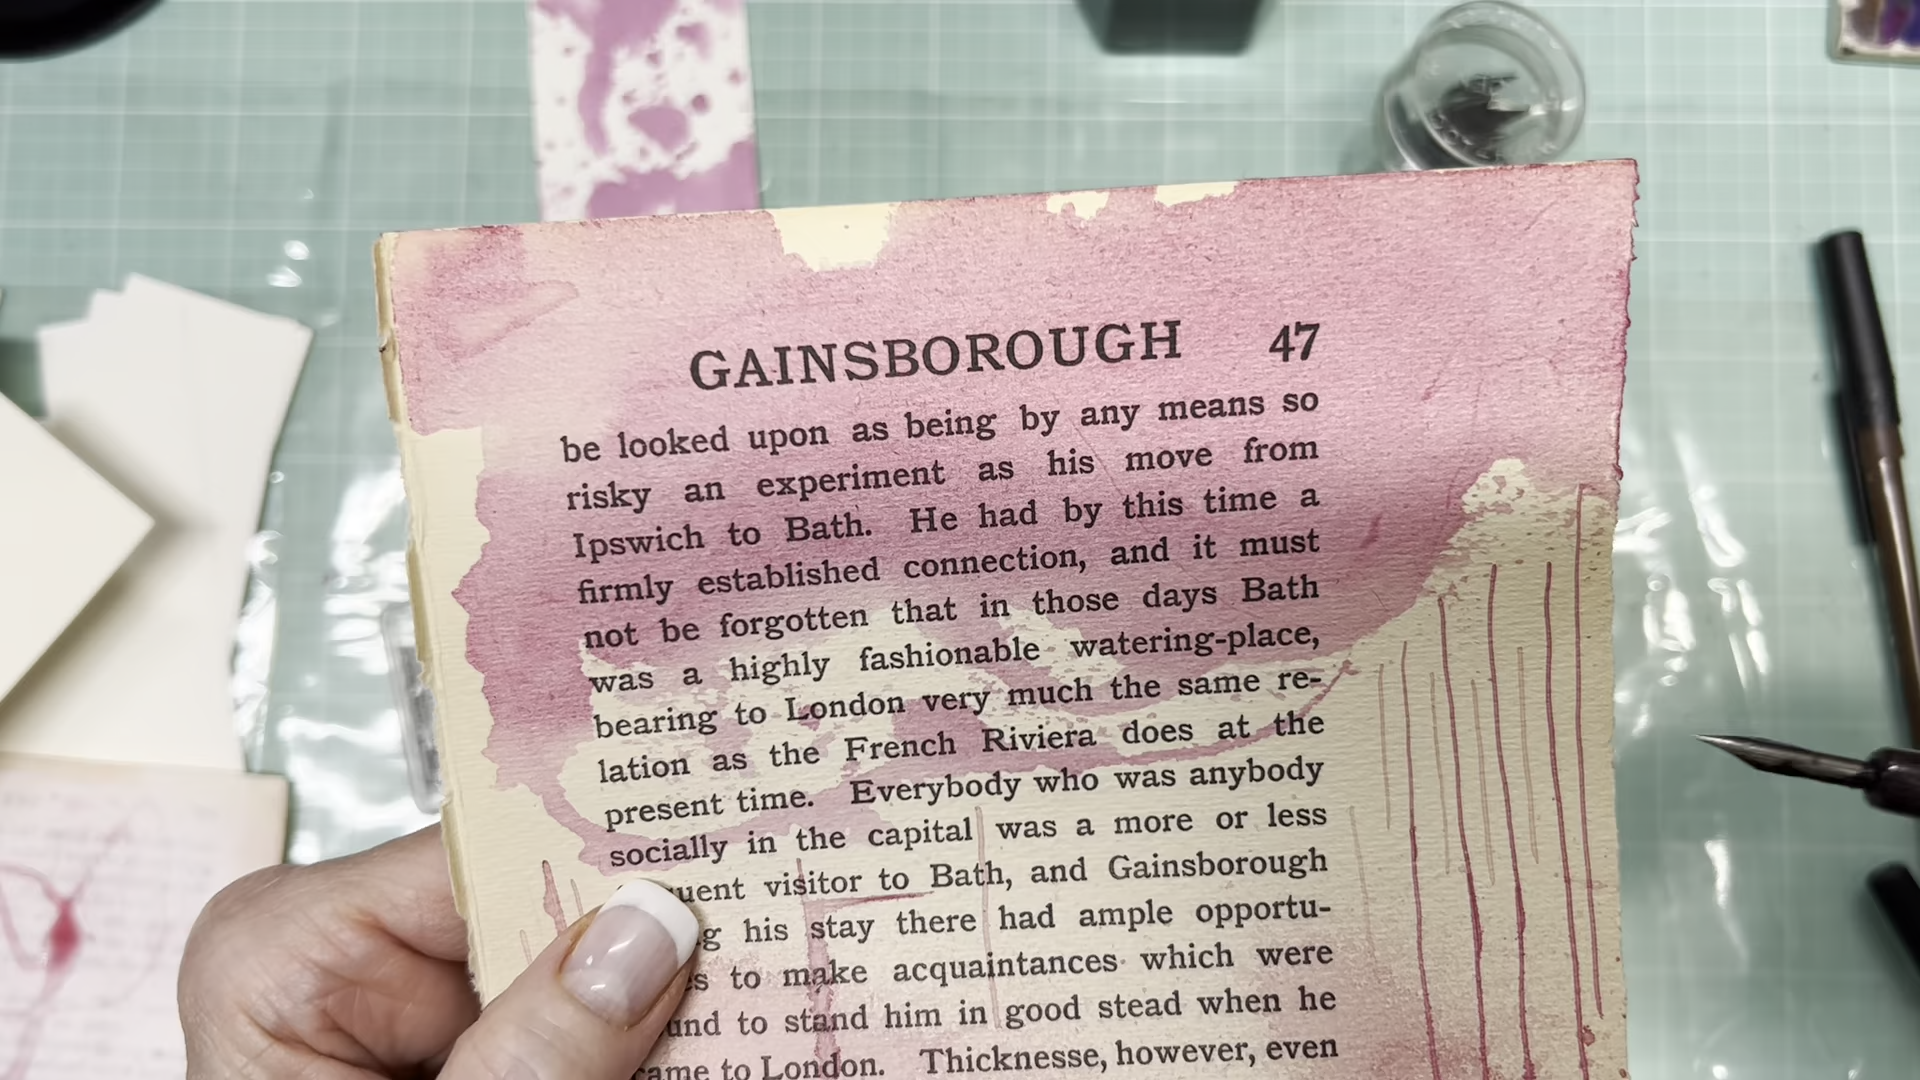 GAINSBOROUGH 47
be looked upon as being by any means so
risky an experiment as his move from
Ipswich to Bath. He had by this time a
firmly established connection, and it must
not be forgotten that in those days Bath
was a highly fashionable watering-place,
bearing to London very much the same re-
lation as the French Riviera does at the
present time. Everybody who was anybody
socially in the capital was a more or less
uent visitor to Bath, and Gainsborough
g his stay there had ample opportu-
s to make acquaintances which were
und to stand him in good stead when he
ame to London. Thicknesse, however, even